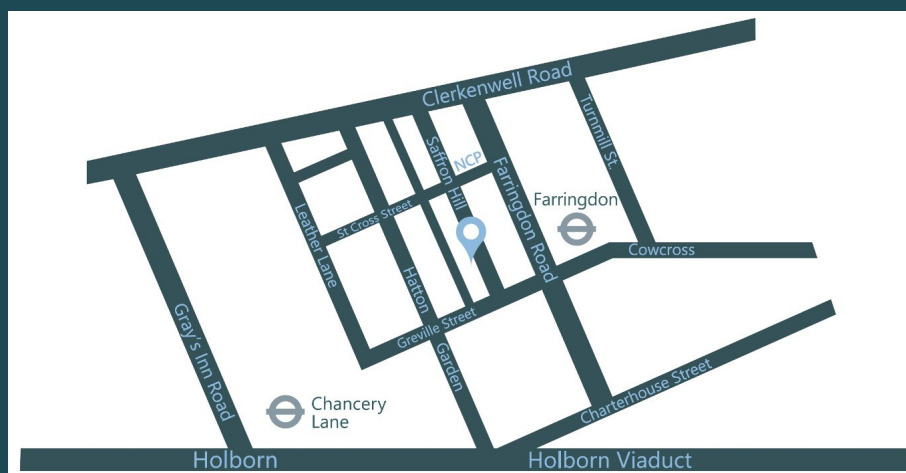 Clerkenwell Road
Turnmill St.
Saffron Hill
NCP
Farringdon Road
Farringdon
Leather Lane
St Cross Street
Cowcross
Hatton
Garden
Greville Street
Gray's Inn Road
Charterhouse Street
Chancery
Lane
Holborn
Holborn Viaduct